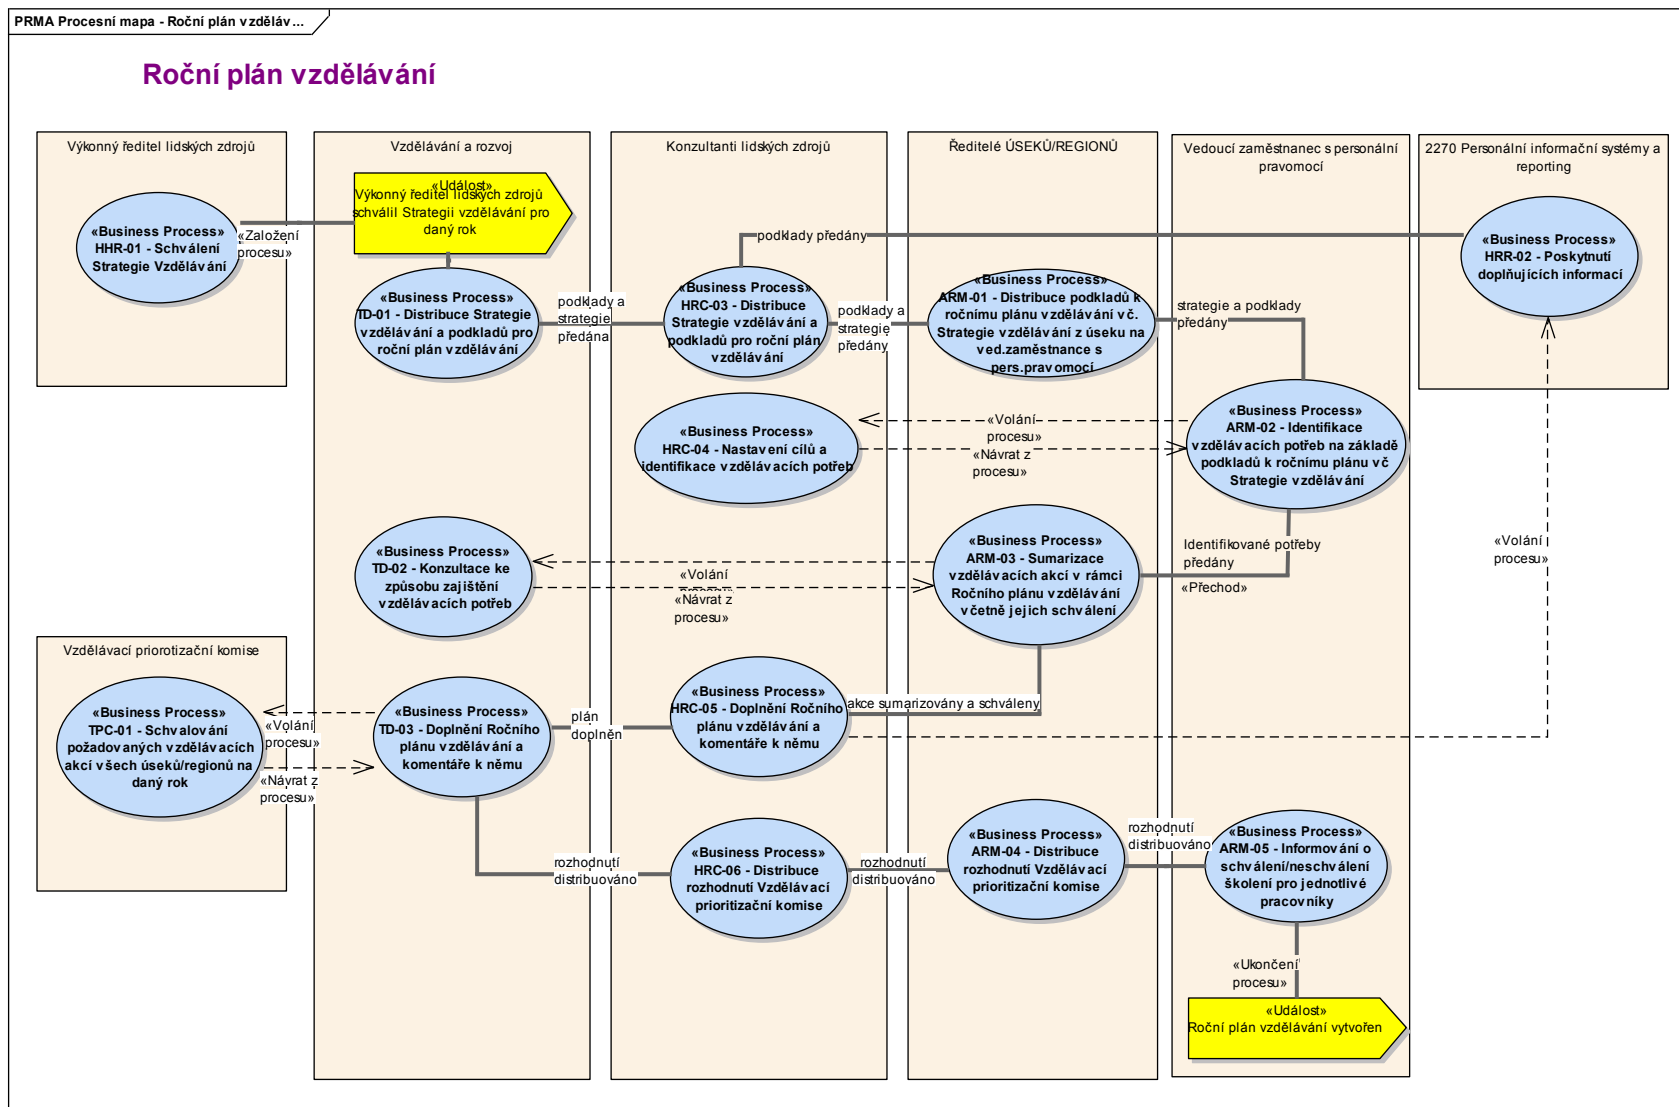 PRMA Procesní mapa - Roční plán vzděláv...
Roční plán vzdělávání
Výkonný ředitel lidských zdrojů
«Business Process»
HHR-01 - Schválení
Strategie Vzdělávání
«Založení
procesu»
Vzdělávání a rozvoj
«Událost»
Výkonný ředitel lidských zdrojů
schválil Strategii vzdělávání pro
daný rok
«Business Process»
TD-01 - Distribuce Strategie
vzdělávání a podkladů pro
roční plán vzdělávání
podklady a
strategie
předána
Konzultanti lidských zdrojů
podklady předány
«Business Process»
HRC-03 - Distribuce
Strategie vzdělávání a
podkladů pro roční plán
vzdělávání
podklady a
strategie
předány
Ředitelé ÚSEKŮ/REGIONŮ
«Business Process»
ARM-01 - Distribuce podkladů k
ročnímu plánu vzdělávání vč.
Strategie vzdělávání z úseku na
ved.zaměstnance s
pers.pravomocí
strategie a podklady
předány
Vedoucí zaměstnanec s personální
pravomocí
2270 Personální informační systémy a
reporting
«Business Process»
HRR-02 - Poskytnutí
doplňujících informací
«Business Process»
HRC-04 - Nastavení cílů a
identifikace vzdělávacích potřeb
«Volání
procesu»
«Návrat z
procesu»
«Business Process»
ARM-02 - Identifikace
vzdělávacích potřeb na základě
podkladů k ročnímu plánu vč
Strategie vzdělávání
«Business Process»
TD-02 - Konzultace ke
způsobu zajištění
vzdělávacích potřeb
«Volání
procesu»
«Návrat z
procesu»
«Business Process»
ARM-03 - Sumarizace
vzdělávacích akcí v rámci
Ročního plánu vzdělávání
včetně jejich schválení
Identifikované potřeby
předány
«Přechod»
«Volání
procesu»
Vzdělávací priorotizační komise
«Business Process»
TPC-01 - Schvalování
požadovaných vzdělávacích
akcí všech úseků/regionů na
daný rok
«Volání
procesu»
«Návrat z
procesu»
«Business Process»
TD-03 - Doplnění Ročního
plánu vzdělávání a
komentáře k němu
plán
doplněn
«Business Process»
HRC-05 - Doplnění Ročního
plánu vzdělávání a
komentáře k němu
akce sumarizovány a schváleny
rozhodnutí
distribuováno
«Business Process»
HRC-06 - Distribuce
rozhodnutí Vzdělávací
prioritizační komise
rozhodnutí
distribuováno
«Business Process»
ARM-04 - Distribuce
rozhodnutí Vzdělávací
prioritizační komise
rozhodnutí
distribuováno
«Business Process»
ARM-05 - Informování o
schválení/neschválení
školení pro jednotlivé
pracovníky
«Ukončení
procesu»
«Událost»
Roční plán vzdělávání vytvořen